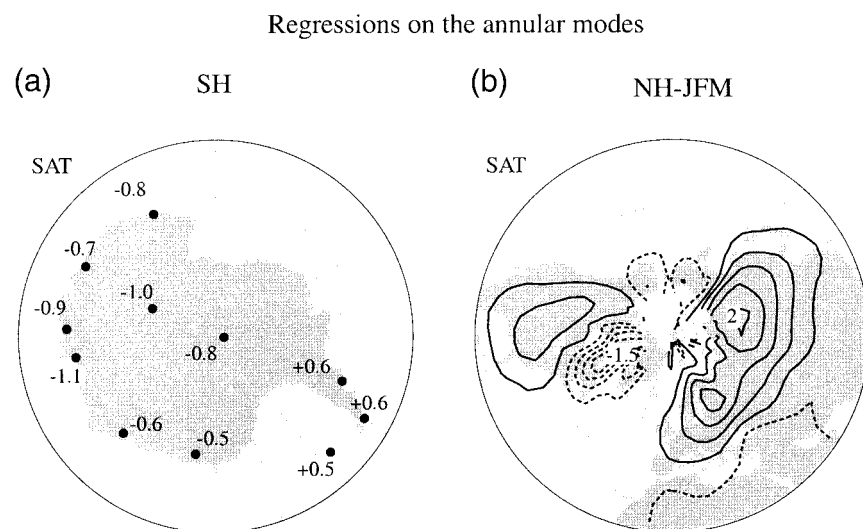 Regressions on the annular modes
(a)
SH
(b)
NH-JFM
SAT
-0.8
-0.7
-0.9
-1.0
-1.1
-0.8
+0.6
+0.6
-0.6
-0.5
+0.5
SAT
2
-1.5